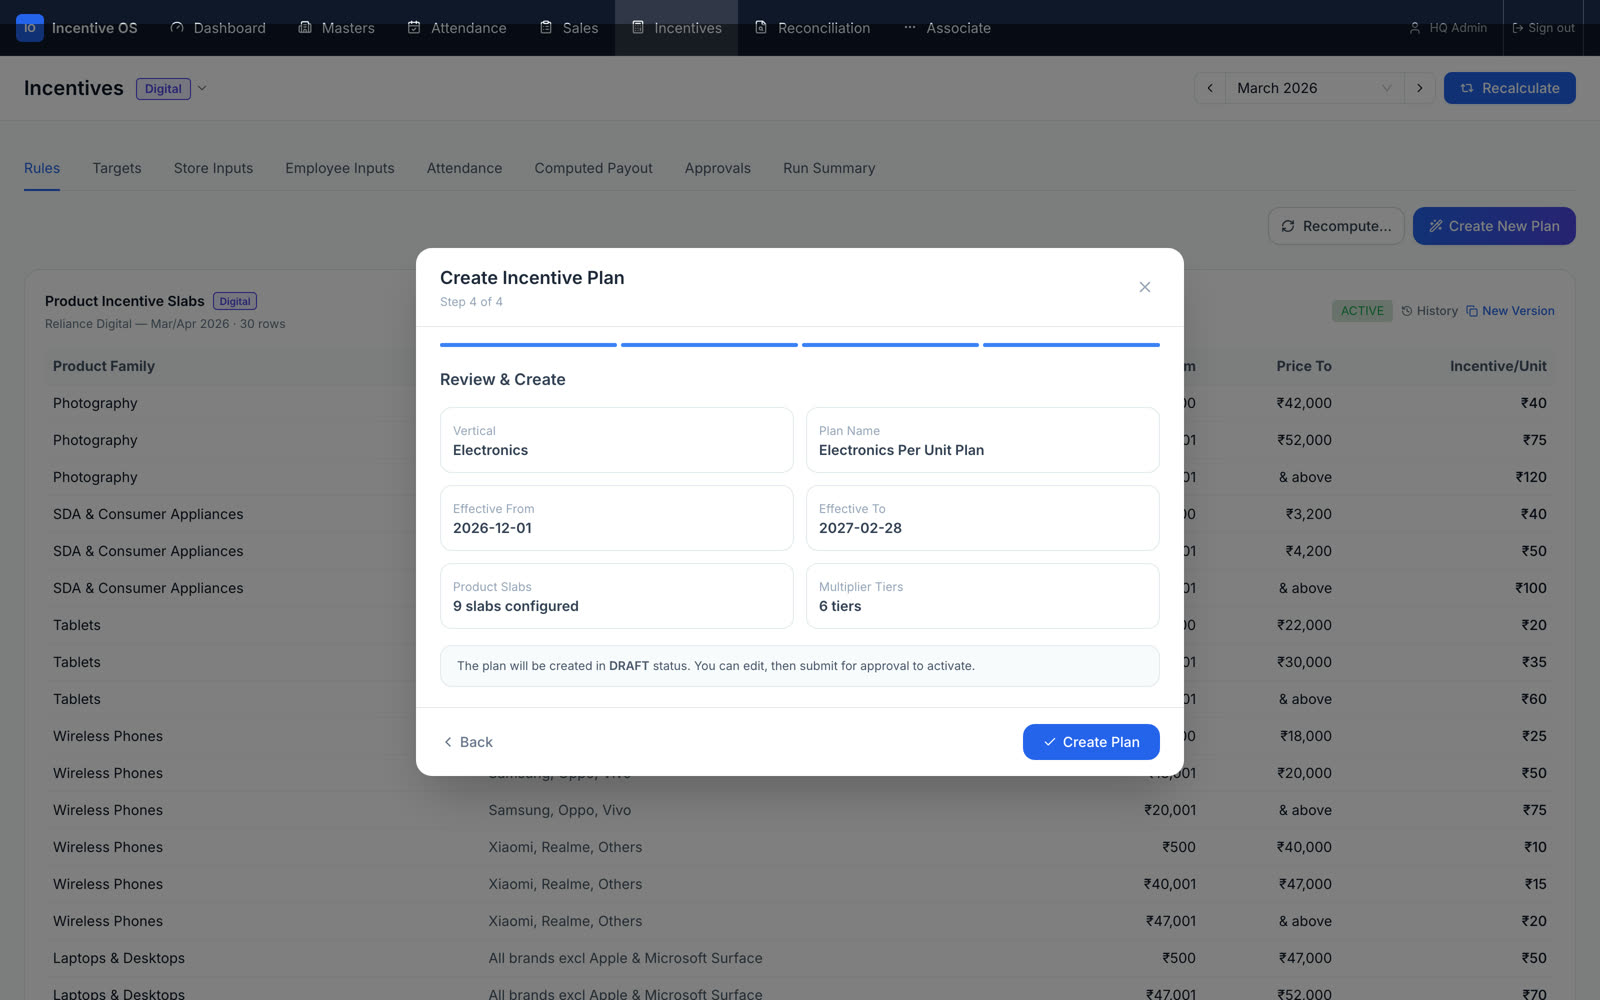 IO Incentive OS Dashboard Masters Attendance Sales Incentives Reconciliation ··· Associate HQ Admin Sign out
Incentives Digital March 2026 Recalculate
Rules Targets Store Inputs Employee Inputs Attendance Computed Payout Approvals Run Summary
Recompute... Create New Plan
Product Incentive Slabs Digital
Reliance Digital — Mar/Apr 2026 · 30 rows
ACTIVE History New Version
Create Incentive Plan
Step 4 of 4
Review & Create
Vertical
Electronics
Plan Name
Electronics Per Unit Plan
Effective From
2026-12-01
Effective To
2027-02-28
Product Slabs
9 slabs configured
Multiplier Tiers
6 tiers
The plan will be created in DRAFT status. You can edit, then submit for approval to activate.
Back Create Plan
Product Family Price To Incentive/Unit
Photography ₹42,000 ₹40
Photography ₹52,000 ₹75
Photography & above ₹120
SDA & Consumer Appliances ₹3,200 ₹40
SDA & Consumer Appliances ₹4,200 ₹50
SDA & Consumer Appliances & above ₹100
Tablets ₹22,000 ₹20
Tablets ₹30,000 ₹35
Tablets & above ₹60
Wireless Phones ₹18,000 ₹25
Wireless Phones Samsung, Oppo, Vivo ₹20,000 ₹50
Wireless Phones Samsung, Oppo, Vivo ₹20,001 & above ₹75
Wireless Phones Xiaomi, Realme, Others ₹500 ₹40,000 ₹10
Wireless Phones Xiaomi, Realme, Others ₹40,001 ₹47,000 ₹15
Wireless Phones Xiaomi, Realme, Others ₹47,001 & above ₹20
Laptops & Desktops All brands excl Apple & Microsoft Surface ₹500 ₹47,000 ₹50
Laptops & Desktops All brands excl Apple & Microsoft Surface ₹47,001 ₹52,000 ₹70